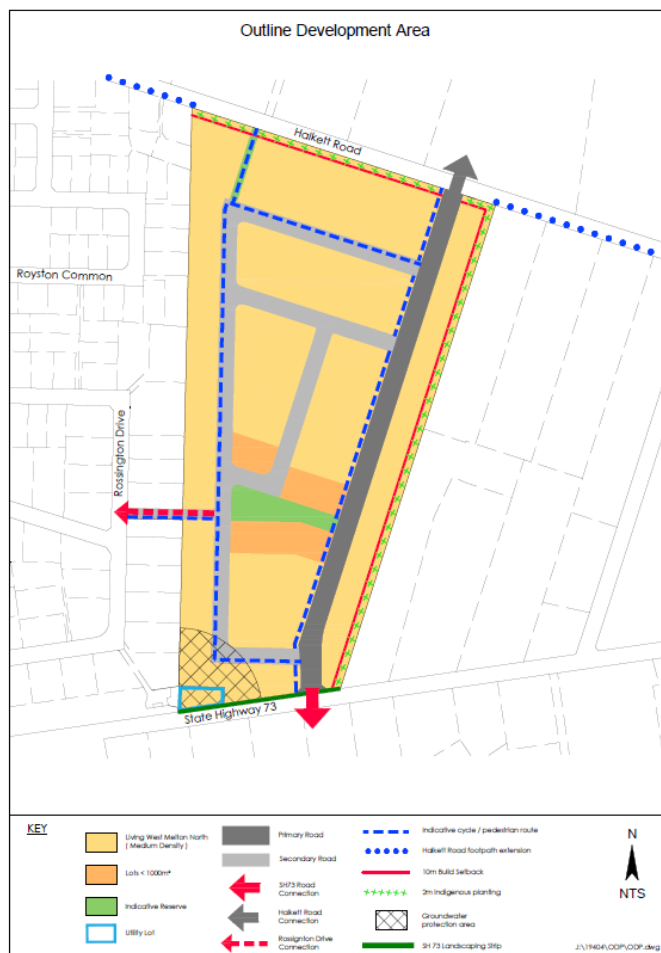 Outline Development Area
Halkett Road
Royston Common
Rossington Drive
State Highway 73
KEY
Living West Melton North
( Medium Density )
Lots < 1000m²
Indicative Reserve
Utility Lot
Primary Road
Secondary Road
SH73 Road
Connection
Halkett Road
Connection
Rossignton Drive
Connection
Indicative cycle / pedestrian route
Halkett Road footpath extension
10m Build Setback
2m Indigenous planting
Groundwater
protection area
SH 73 Landscaping Strip
N
NTS
J:\19404\ODP\ODP.dwg